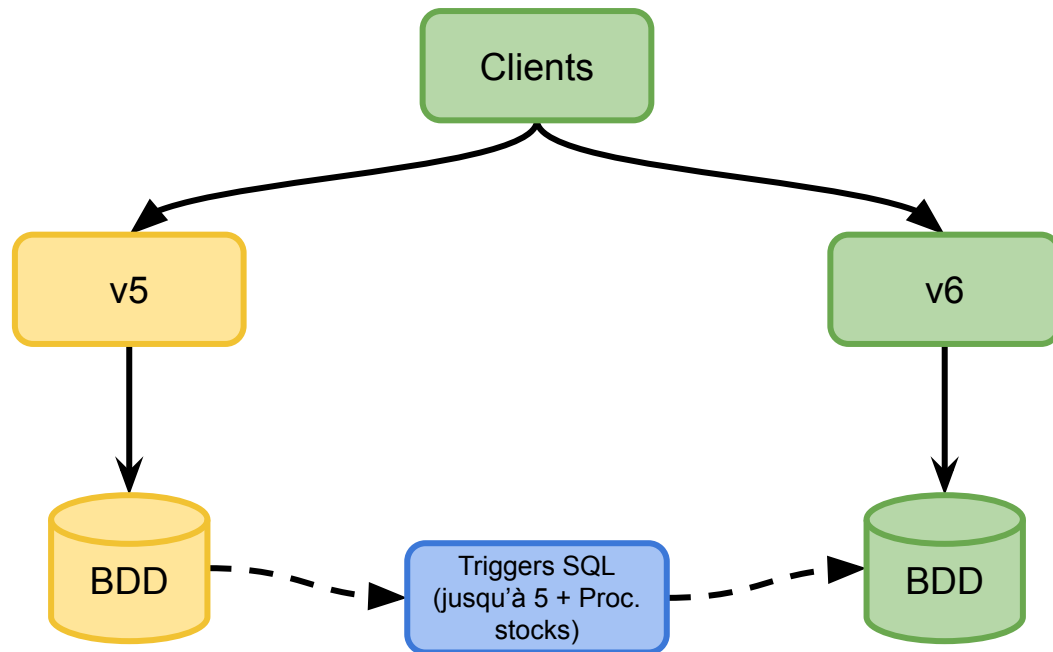 Clients
v5
v6
BDD
Triggers SQL
(jusqu'à 5 + Proc.
stocks)
BDD